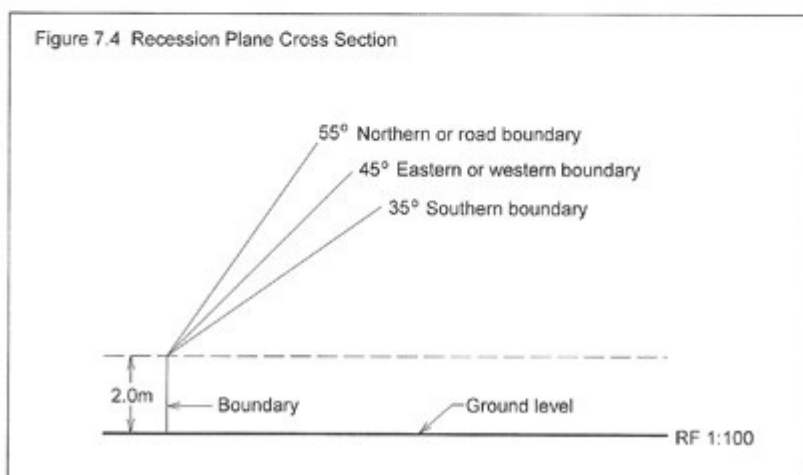 Figure 7.4 Recession Plane Cross Section
55° Northern or road boundary
45° Eastern or western boundary
35° Southern boundary
2.0m
Boundary
Ground level
RF 1:100